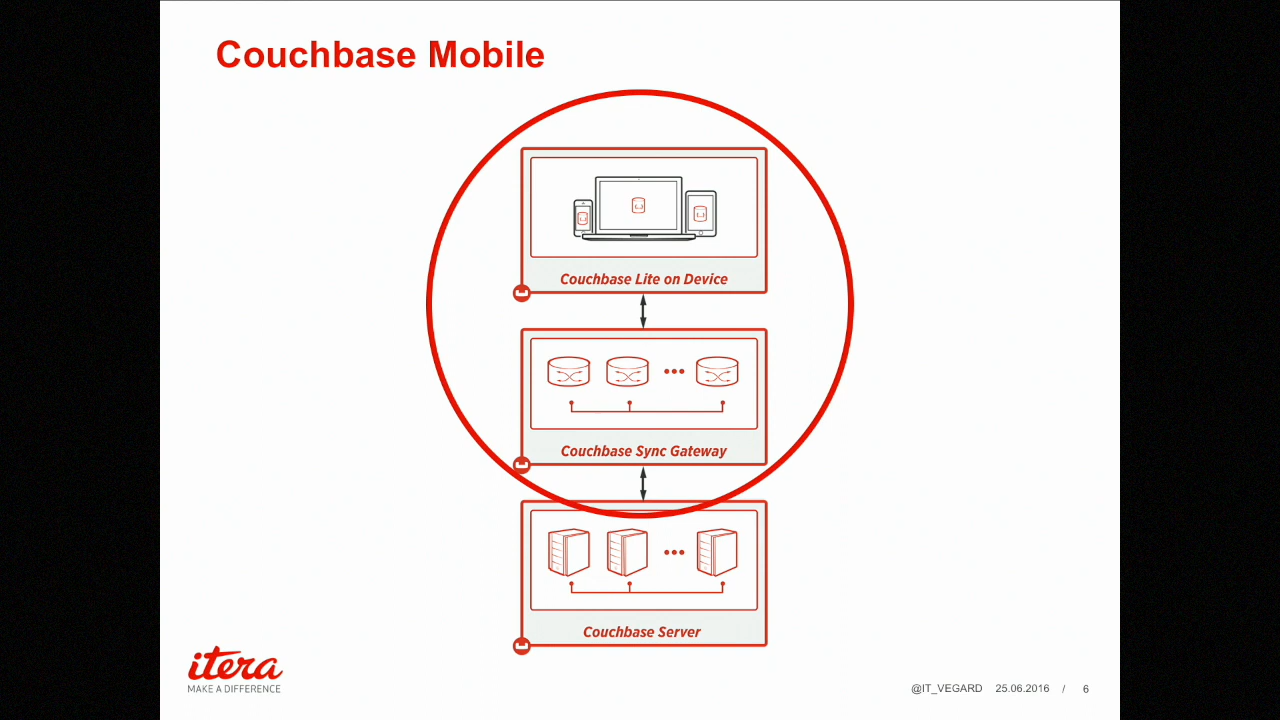 Couchbase Mobile
Couchbase Lite on Device
Couchbase Sync Gateway
Couchbase Server
itera
MAKE A DIFFERENCE
@IT_VEGARD 25.06.2016 / 6